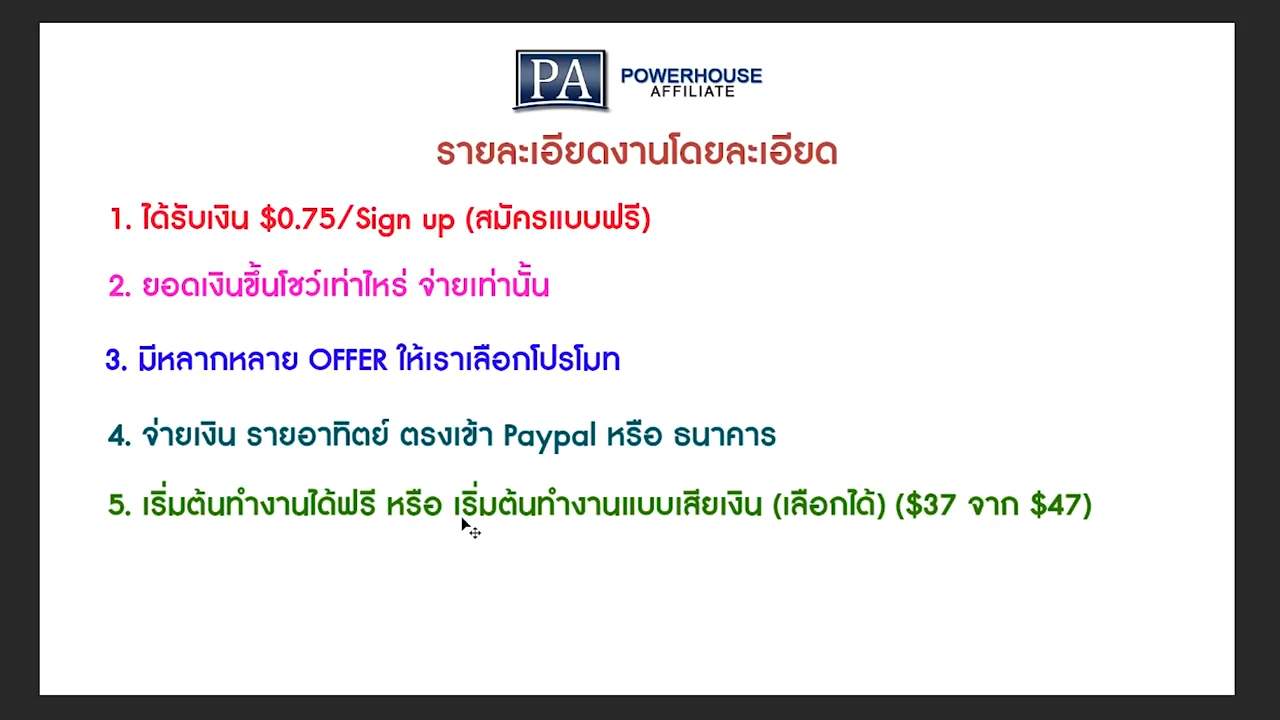 PA
POWERHOUSE
AFFILIATE
รายละเอียดงานโดยละเอียด
1. ได้รับเงิน $0.75/Sign up (สมัครแบบฟรี)
2. ยอดเงินขึ้นโชว์เท่าไหร่ จ่ายเท่านั้น
3. มีหลากหลาย OFFER ให้เราเลือกโปรโมท
4. จ่ายเงิน รายอาทิตย์ ตรงเข้า Paypal หรือ ธนาคาร
5. เริ่มต้นทำงานได้ฟรี หรือ เริ่มต้นทำงานแบบเสียเงิน (เลือกได้) ($37 จาก $47)